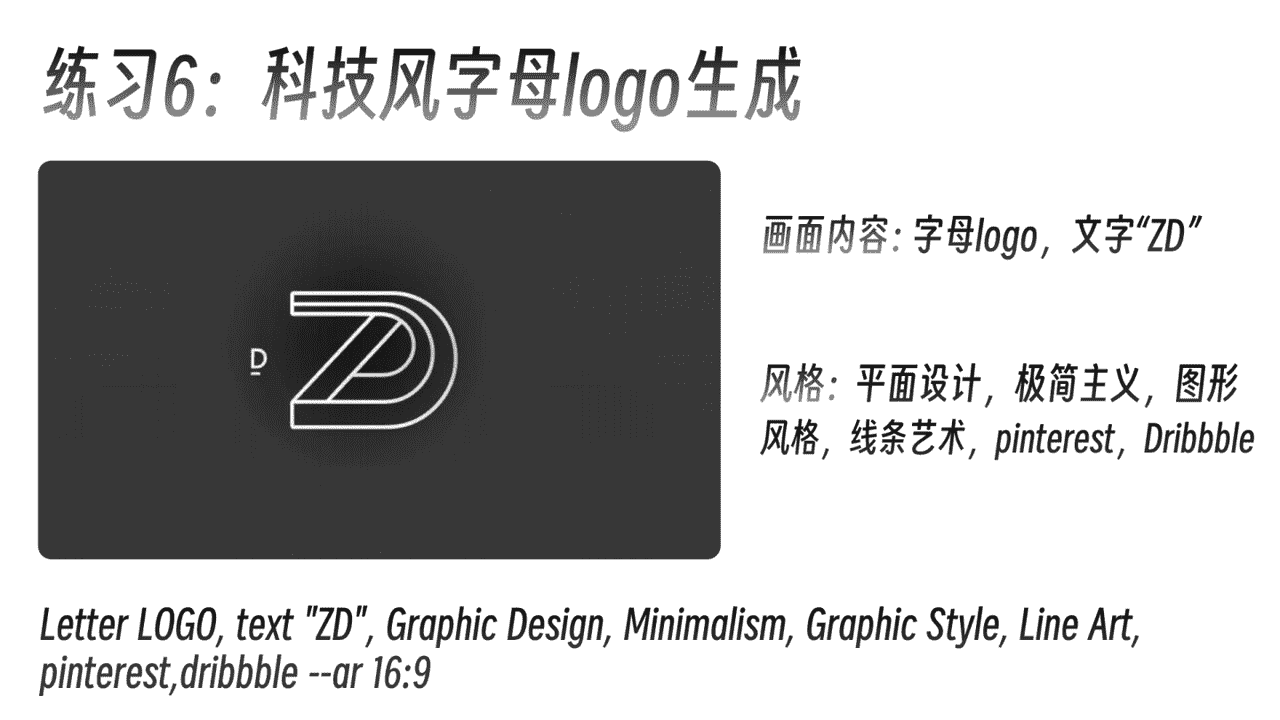 练习6：科技风字母logo生成
D
ZD
画面内容：字母logo，文字“ZD”
风格：平面设计，极简主义，图形
风格，线条艺术，pinterest，Dribbble
Letter LOGO, text "ZD", Graphic Design, Minimalism, Graphic Style, Line Art,
pinterest,dribbble --ar 16:9